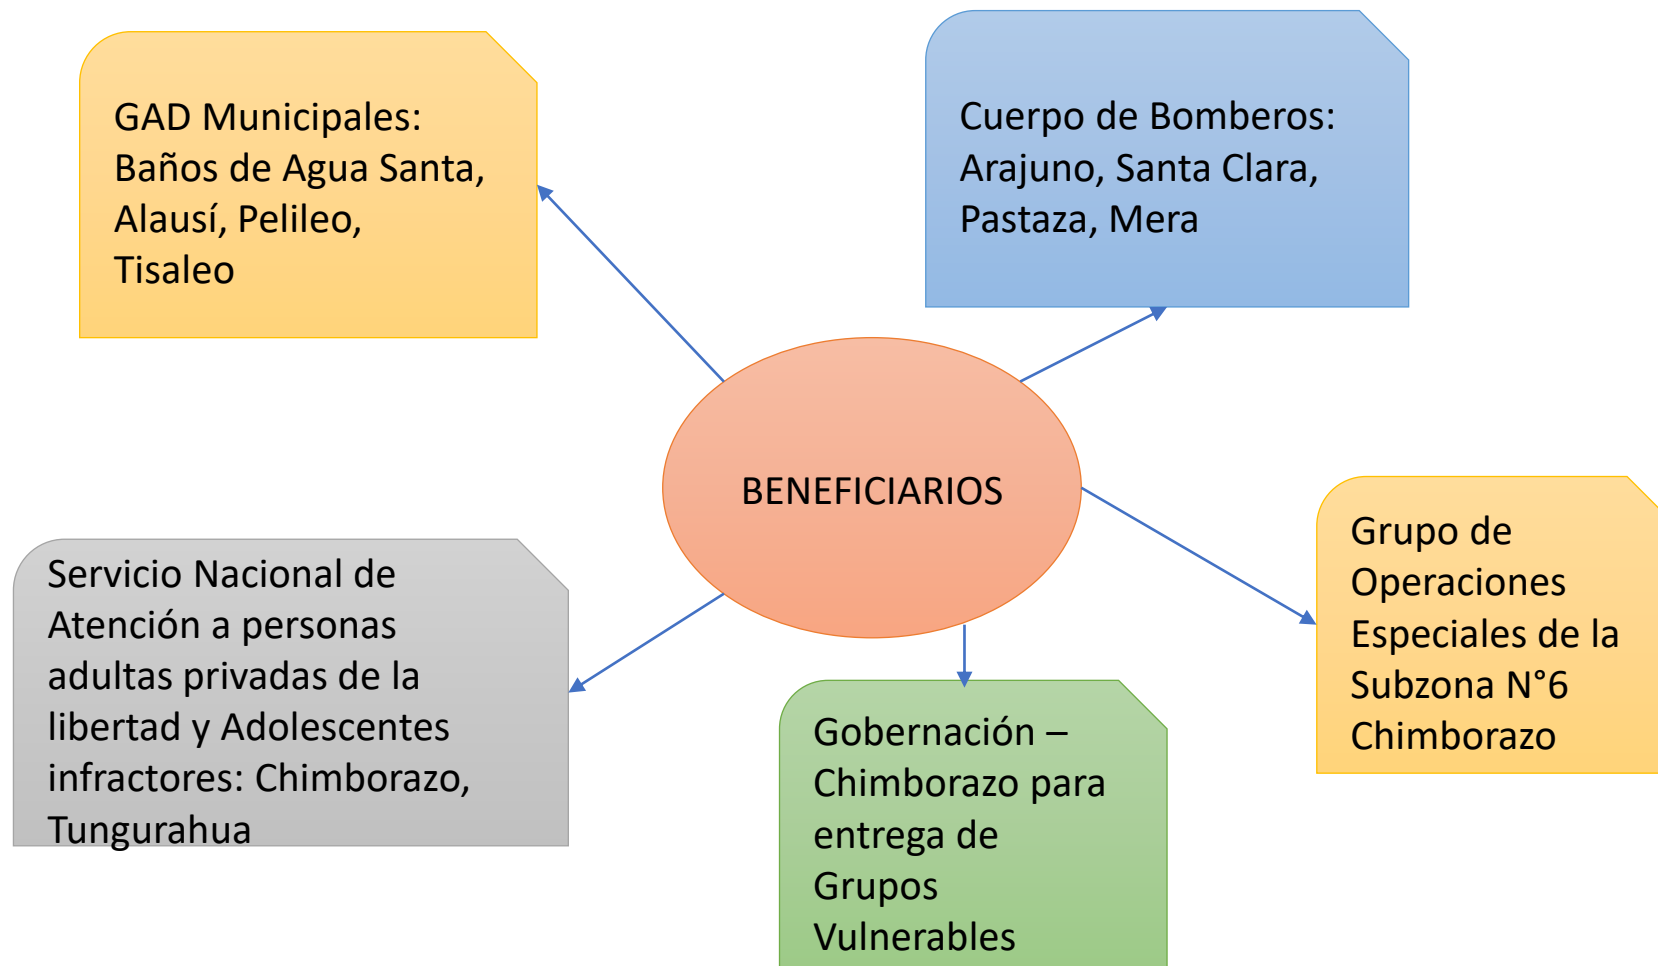 GAD Municipales:
Baños de Agua Santa,
Alausí, Pelileo,
Tisaleo
Cuerpo de Bomberos:
Arajuno, Santa Clara,
Pastaza, Mera
BENEFICIARIOS
Servicio Nacional de
Atención a personas
adultas privadas de la
libertad y Adolescentes
infractores: Chimborazo,
Tungurahua
Gobernación –
Chimborazo para
entrega de
Grupos
Vulnerables
Grupo de
Operaciones
Especiales de la
Subzona N°6
Chimborazo